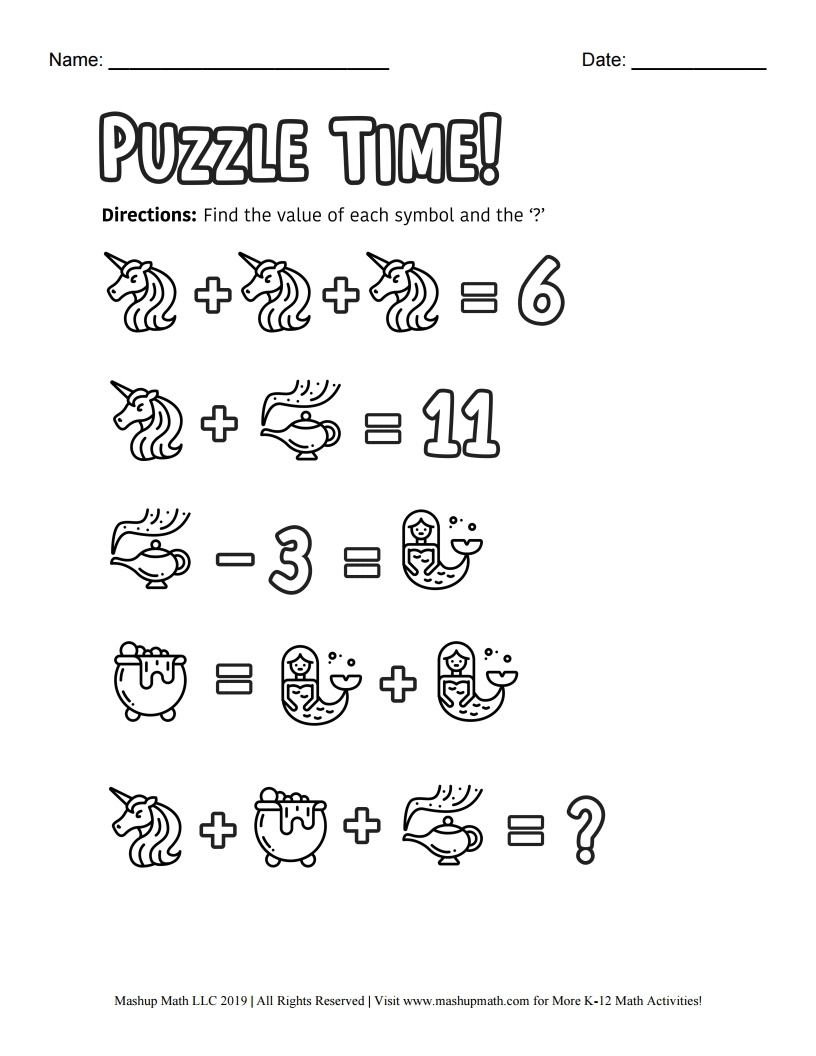 Name: ____________________________ Date: _____________
PUZZLE TIME!
Directions: Find the value of each symbol and the ‘?’
+ + = 6
+ = 11
- 3 =
= +
+ + = ?
Mashup Math LLC 2019 | All Rights Reserved | Visit www.mashupmath.com for More K-12 Math Activities!